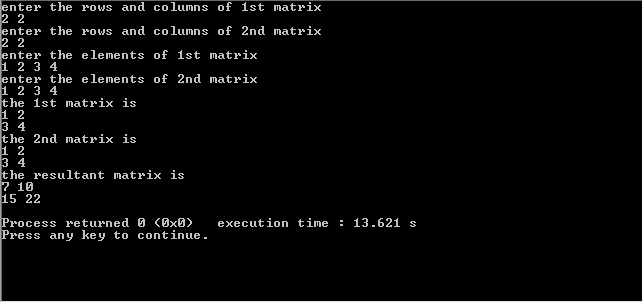 enter the rows and columns of 1st matrix
2 2
enter the rows and columns of 2nd matrix
2 2
enter the elements of 1st matrix
1 2 3 4
enter the elements of 2nd matrix
1 2 3 4
the 1st matrix is
1 2
3 4
the 2nd matrix is
1 2
3 4
the resultant matrix is
7 10
15 22

Process returned 0 (0x0)   execution time : 13.621 s
Press any key to continue.